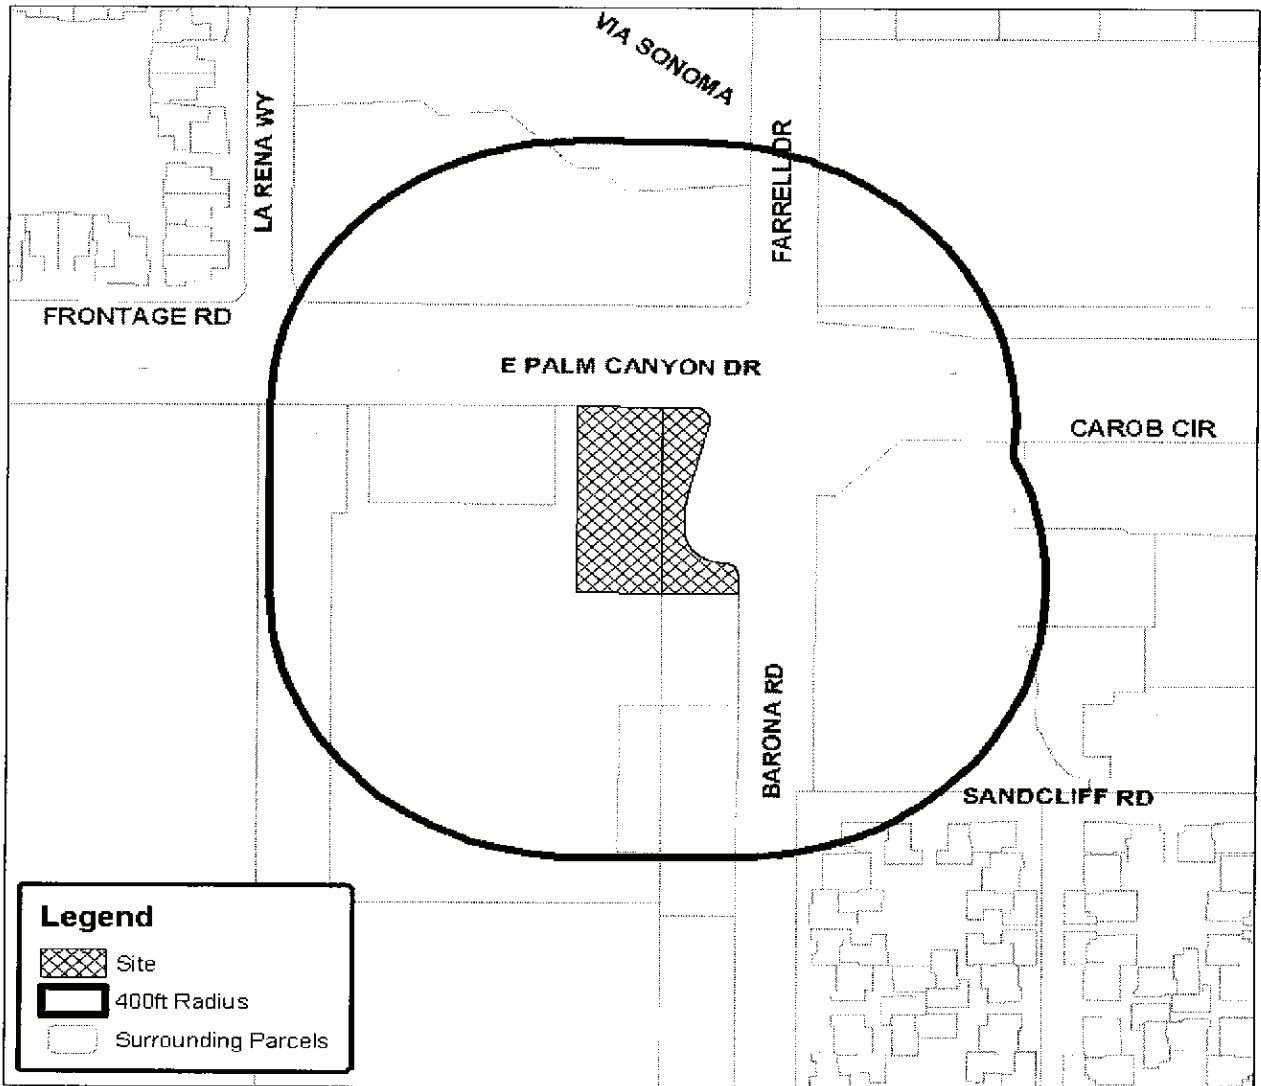 VIA SONOMA
LA RENA WY
FARRELL DR
FRONTAGE RD
E PALM CANYON DR
CAROB CIR
BARONA RD
SANDCLIFF RD
Legend
Site
400ft Radius
Surrounding Parcels